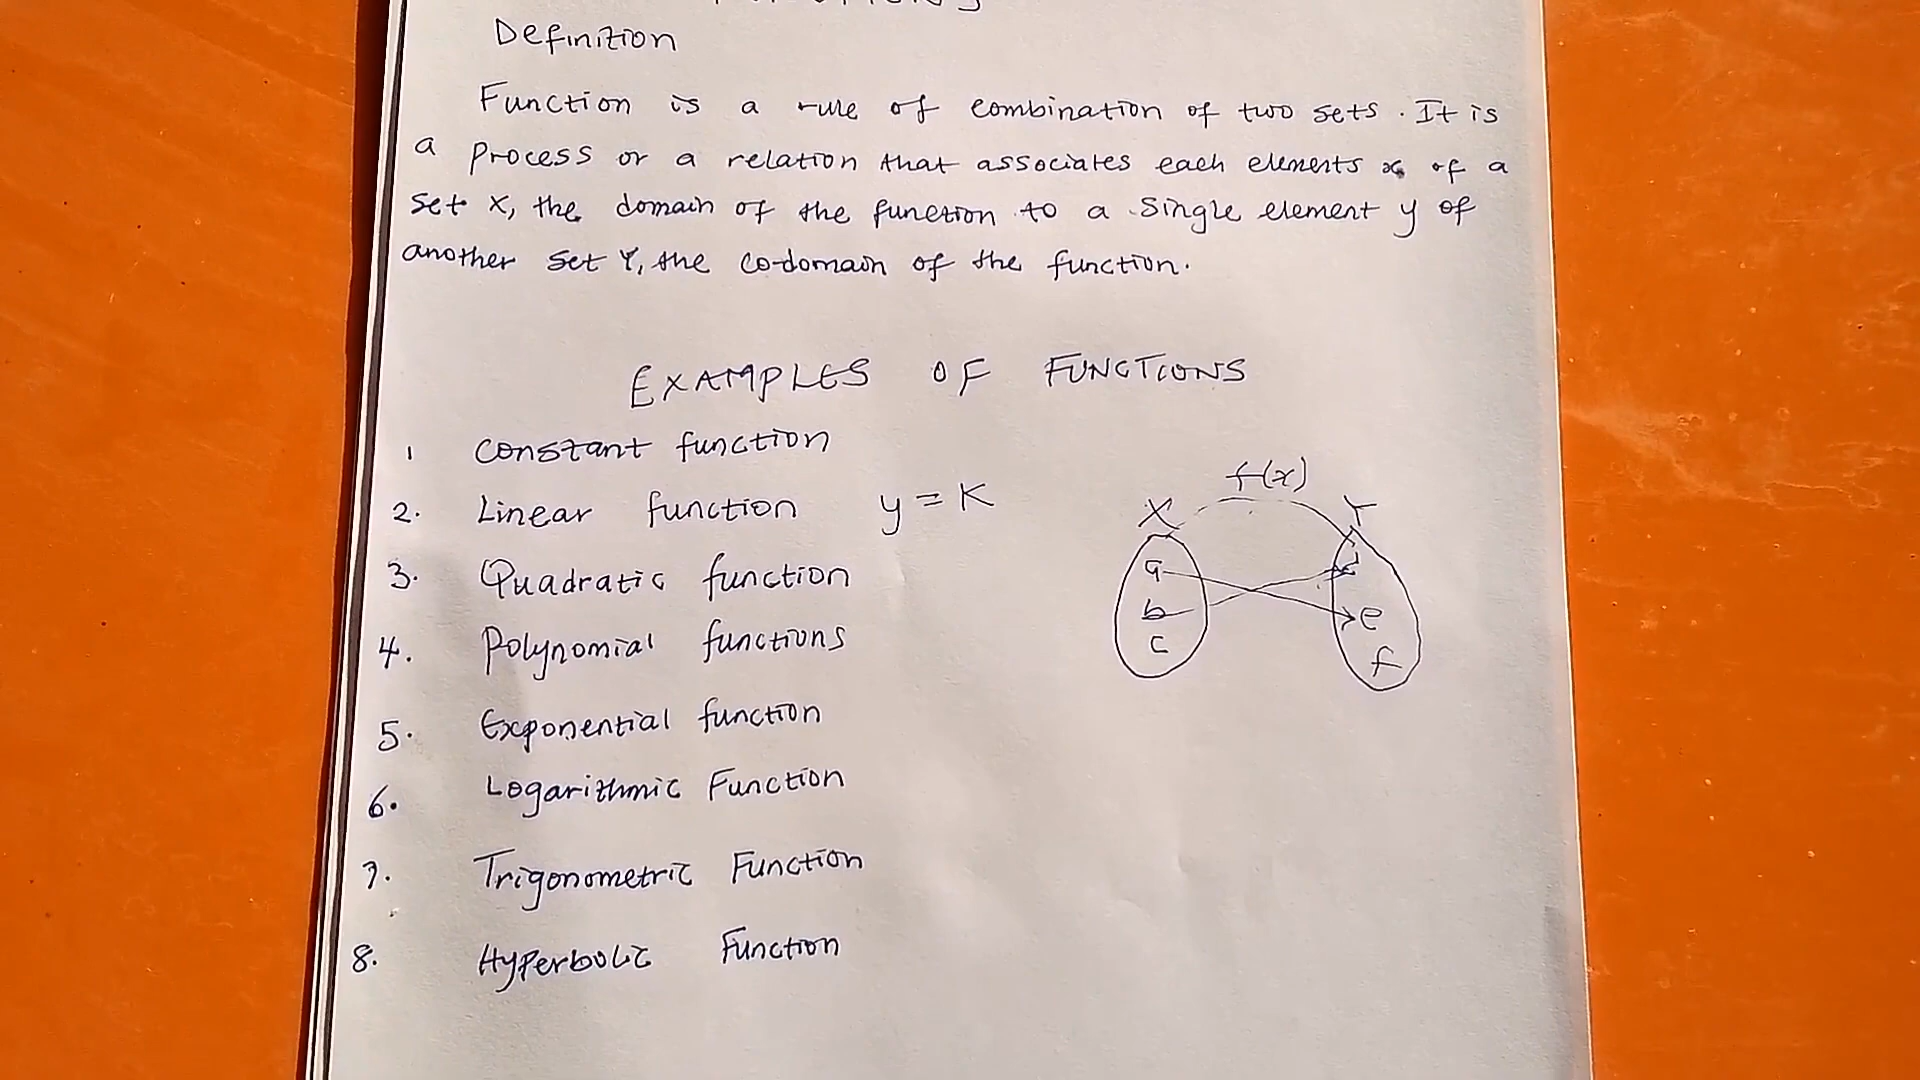 Definition
Function is a rule of combination of two sets. It is
a process or a relation that associates each elements x of a
set X, the domain of the function to a single element y of
another set Y, the co-domain of the function.
EXAMPLES OF FUNCTIONS
1 Constant function
2. Linear function y = K
3. Quadratic function
4. Polynomial functions
5. Exponential function
6. Logarithmic Function
7. Trigonometric Function
8. Hyperbolic Function
f(x)
X Y
a d
b e
c f